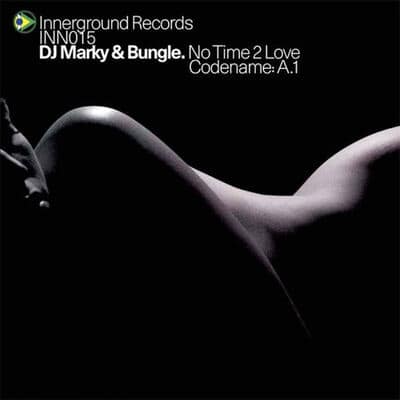 Innerground Records
INN015
DJ Marky & Bungle. No Time 2 Love
Codename: A.1